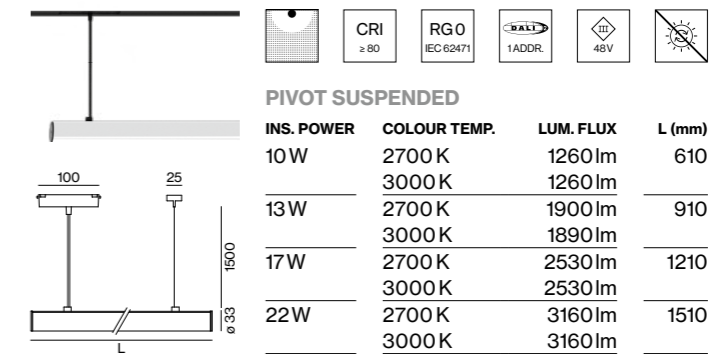 CRI
≥ 80
RG0
IEC 62471
DALI
1 ADDR.
III
48V
PIVOT SUSPENDED
INS. POWER COLOUR TEMP. LUM. FLUX L (mm)
10 W 2700 K 1260 lm 610
3000 K 1260 lm
13 W 2700 K 1900 lm 910
3000 K 1890 lm
17 W 2700 K 2530 lm 1210
3000 K 2530 lm
22 W 2700 K 3160 lm 1510
3000 K 3160 lm
100 25
1500
ø 33
L